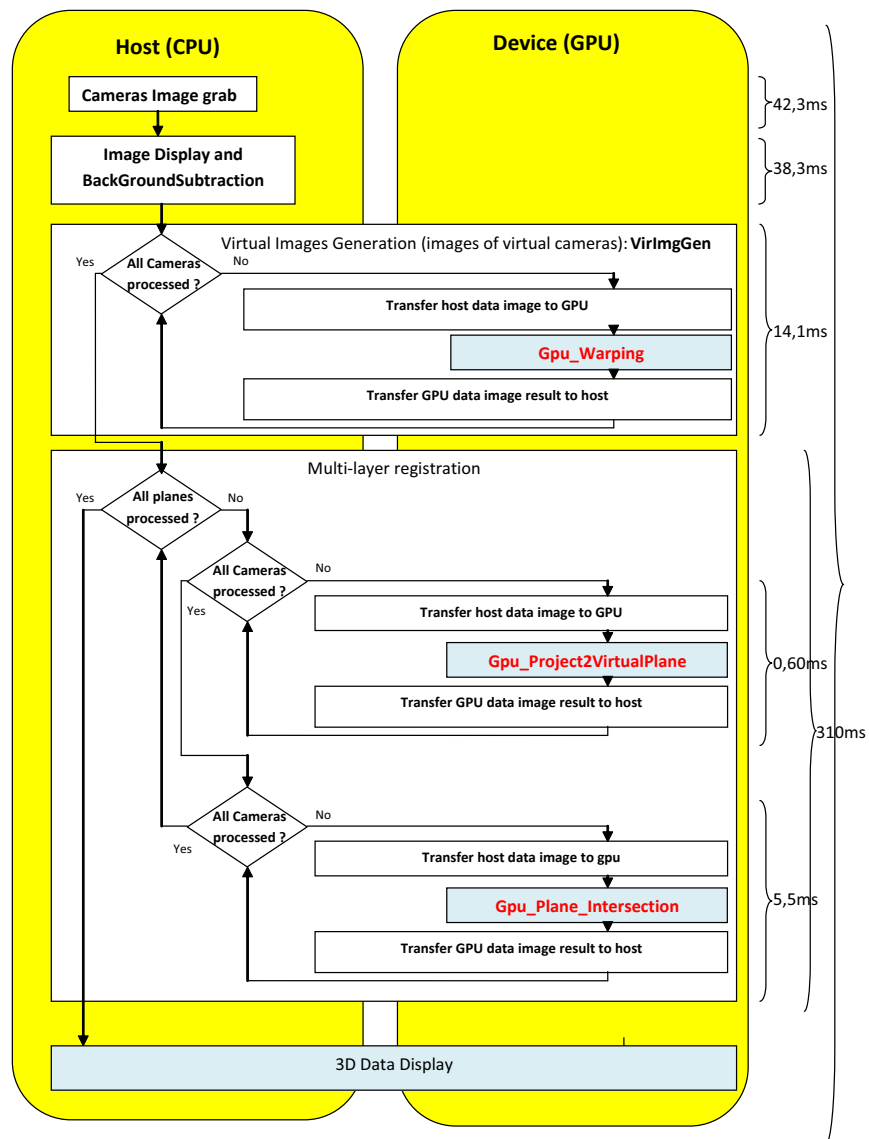 Host (CPU)
Device (GPU)
Cameras Image grab
42,3ms
Image Display and
BackGroundSubtraction
38,3ms
Virtual Images Generation (images of virtual cameras): VirImgGen
Yes
All Cameras
processed ?
No
Transfer host data image to GPU
Gpu_Warping
14,1ms
Transfer GPU data image result to host
Multi-layer registration
Yes
All planes
processed ?
No
All Cameras
processed ?
No
Yes
Transfer host data image to GPU
Gpu_Project2VirtualPlane
0,60ms
Transfer GPU data image result to host
310ms
All Cameras
processed ?
No
Yes
Transfer host data image to gpu
Gpu_Plane_Intersection
5,5ms
Transfer GPU data image result to host
3D Data Display